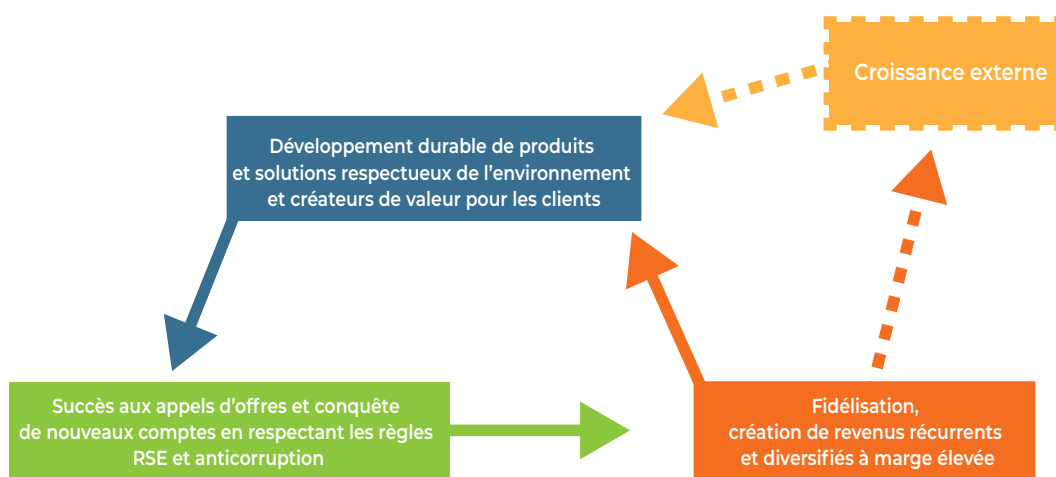 Croissance externe
Développement durable de produits
et solutions respectueux de l’environnement
et créateurs de valeur pour les clients
Succès aux appels d’offres et conquête
de nouveaux comptes en respectant les règles
RSE et anticorruption
Fidélisation,
création de revenus récurrents
et diversifiés à marge élevée